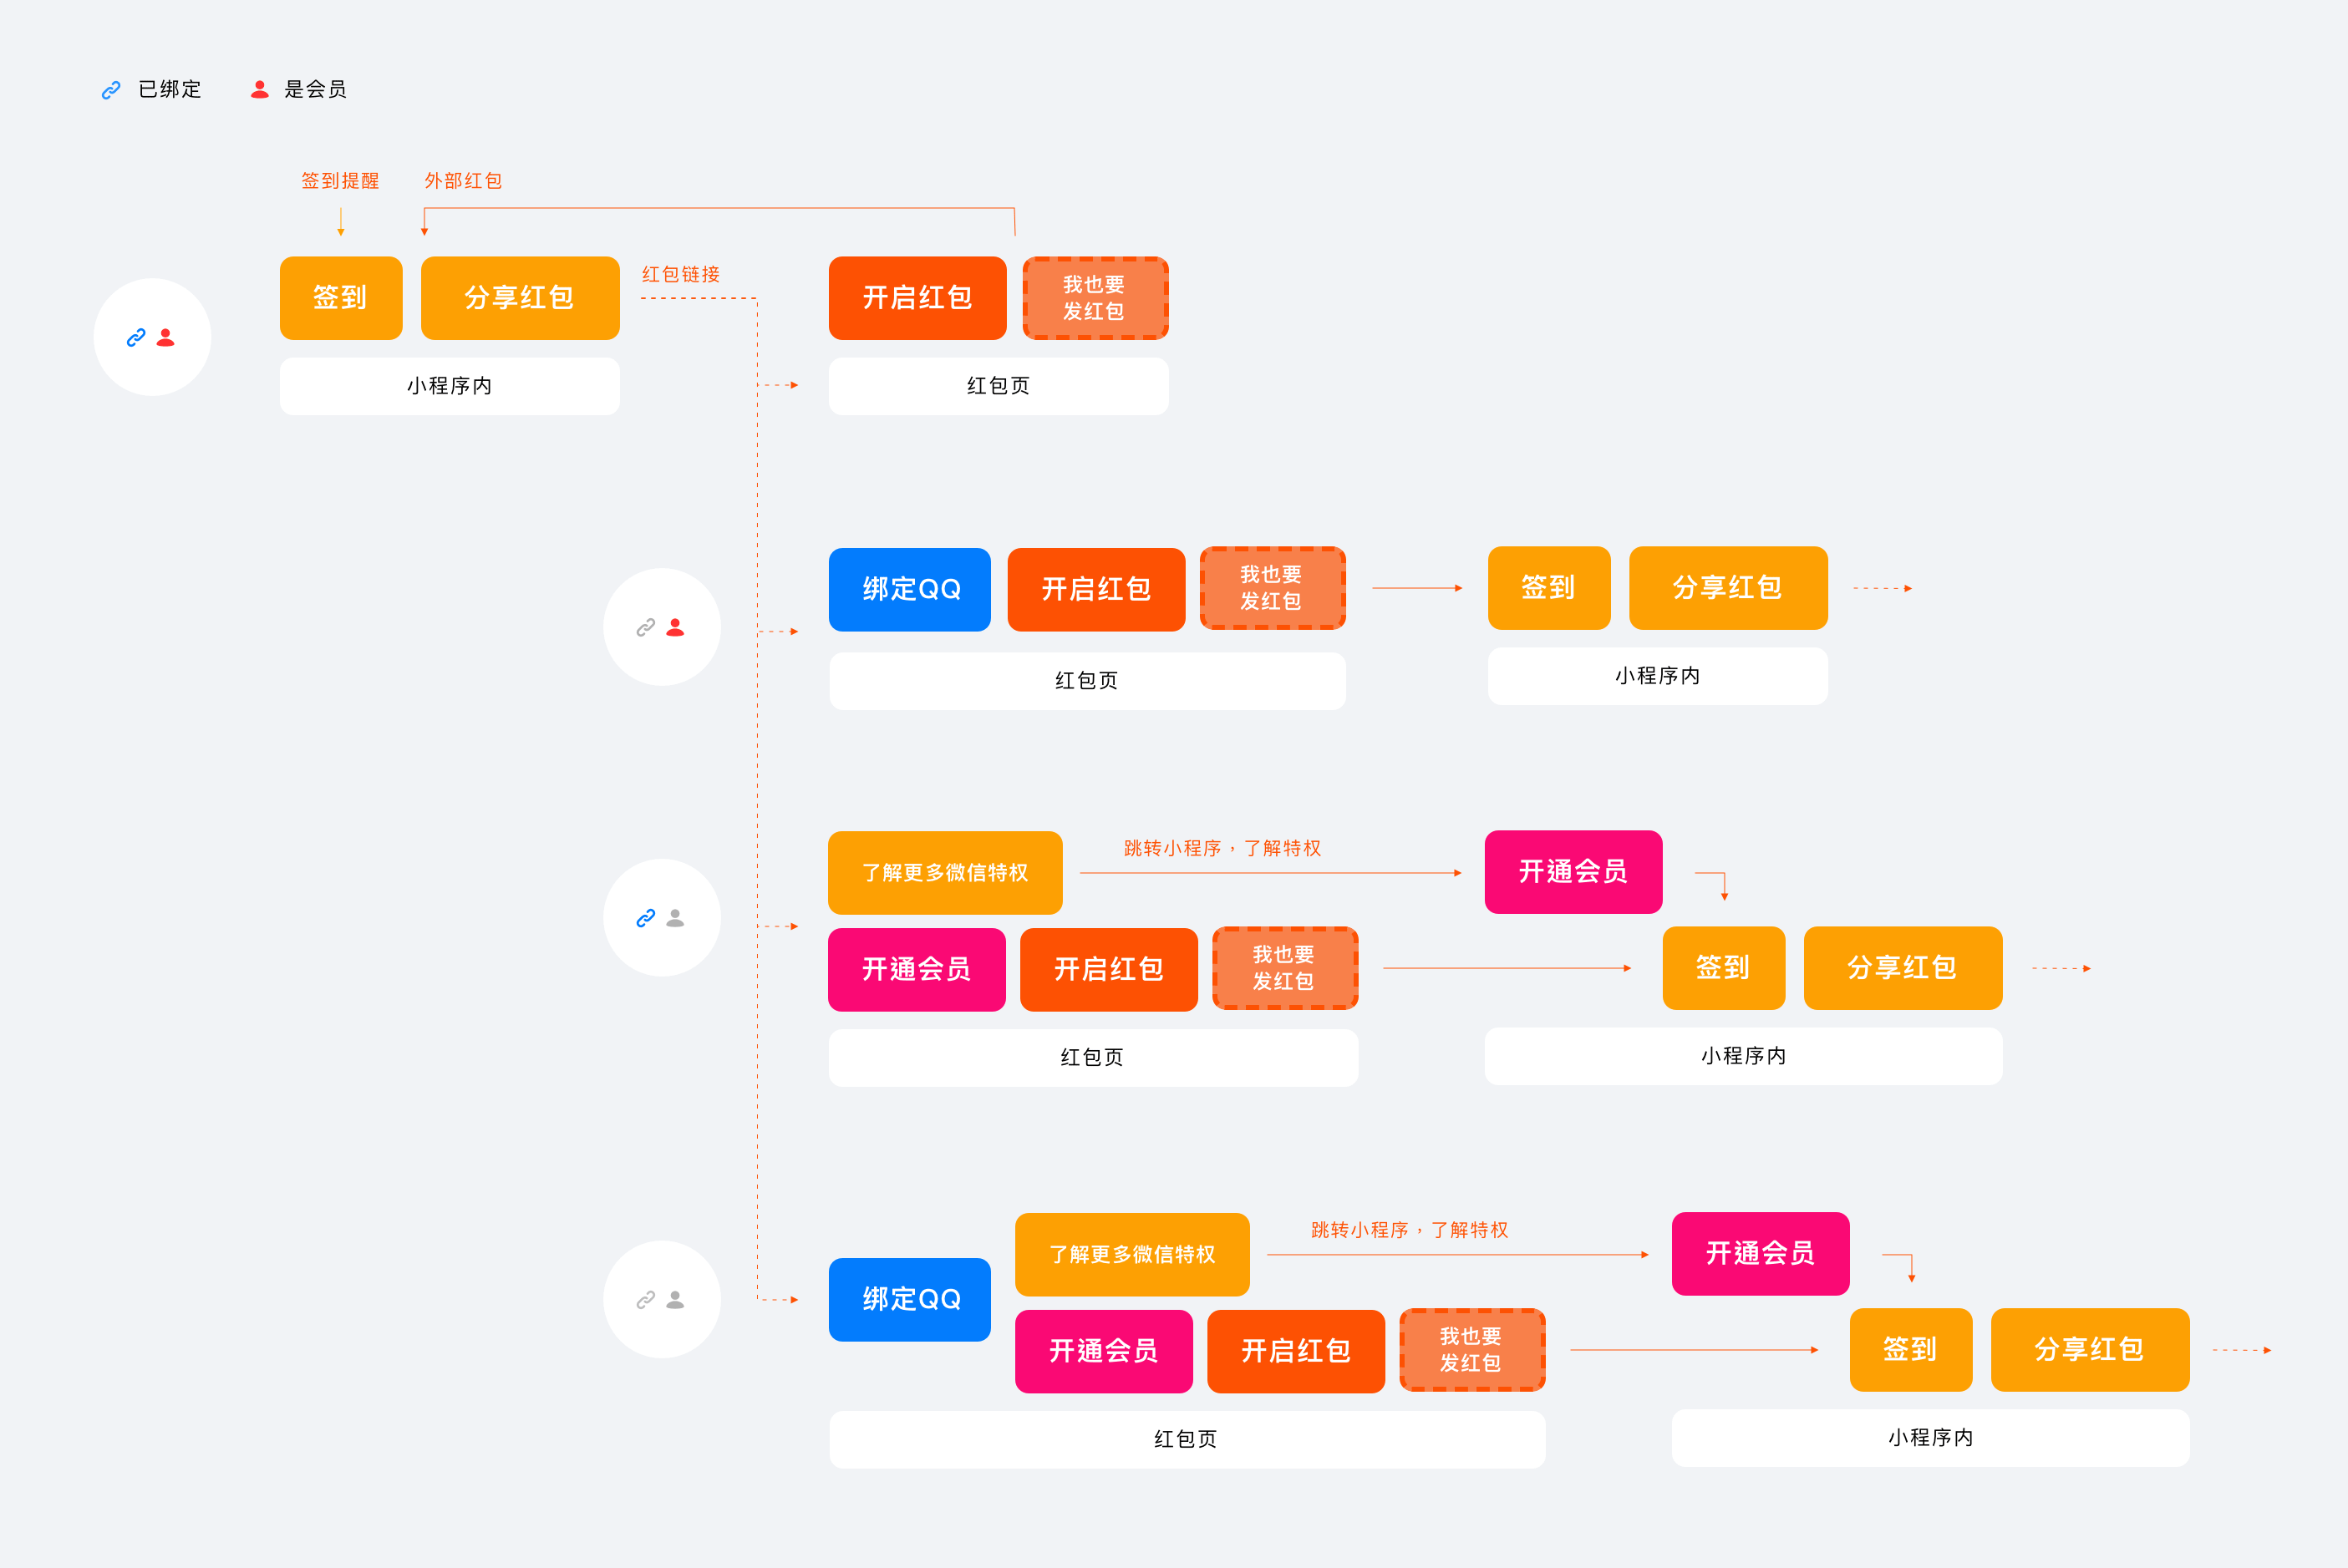 已绑定
是会员
签到提醒
外部红包
签到
分享红包
红包链接
开启红包
我也要
发红包
小程序内
红包页
绑定QQ
开启红包
我也要
发红包
签到
分享红包
红包页
小程序内
了解更多微信特权
跳转小程序，了解特权
开通会员
开通会员
开启红包
我也要
发红包
签到
分享红包
红包页
小程序内
绑定QQ
了解更多微信特权
跳转小程序，了解特权
开通会员
开通会员
开启红包
我也要
发红包
签到
分享红包
红包页
小程序内